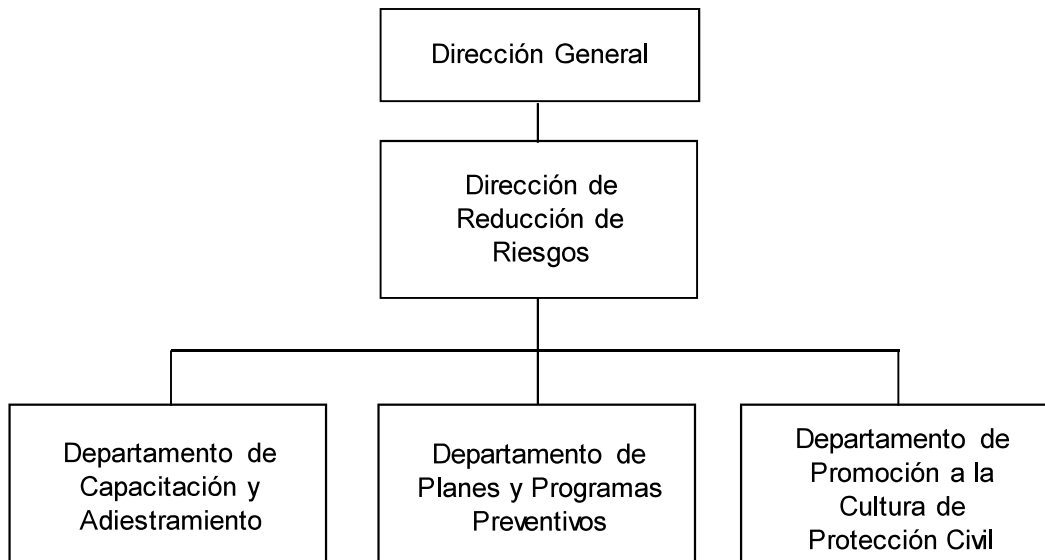 Dirección General
Dirección de
Reducción de
Riesgos
Departamento de
Capacitación y
Adiestramiento
Departamento de
Planes y Programas
Preventivos
Departamento de
Promoción a la
Cultura de
Protección Civil